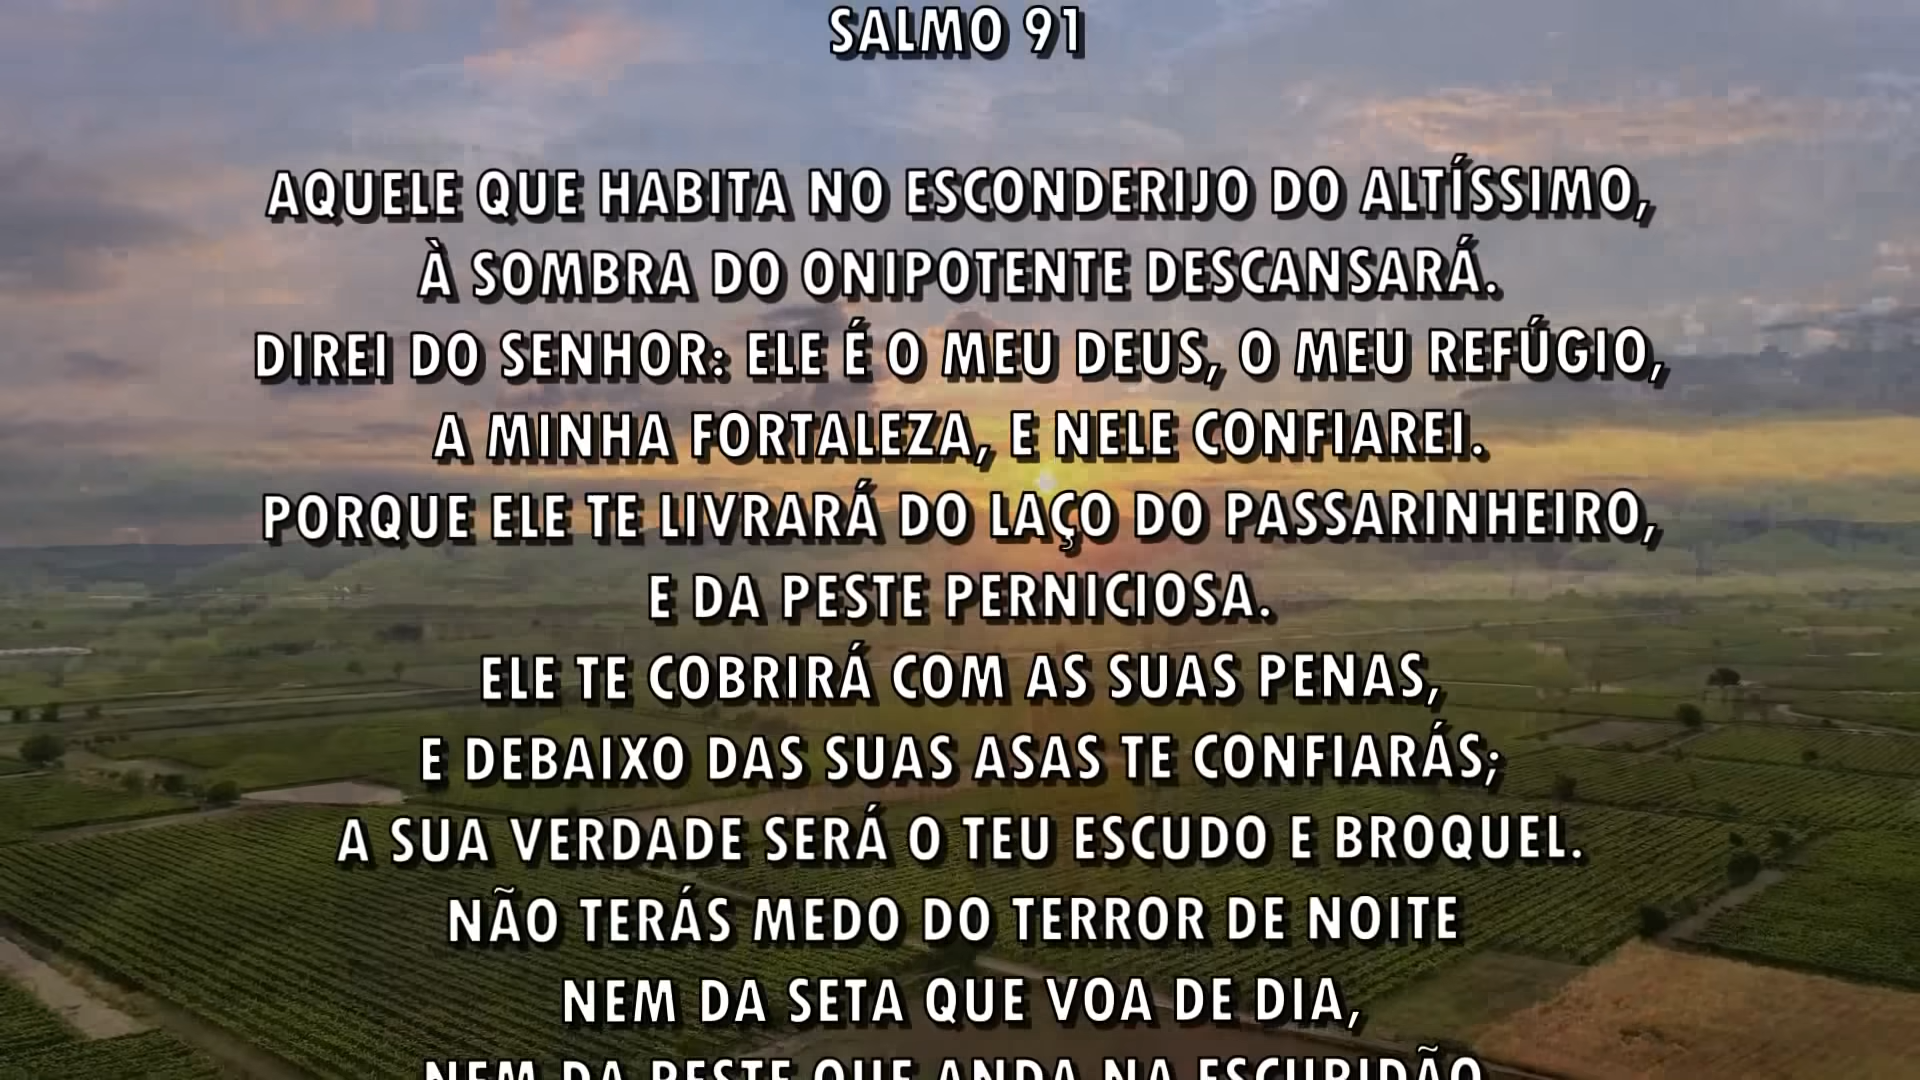 SALMO 91
AQUELE QUE HABITA NO ESCONDERIJO DO ALTÍSSIMO,
À SOMBRA DO ONIPOTENTE DESCANSARÁ.
DIREI DO SENHOR: ELE É O MEU DEUS, O MEU REFÚGIO,
A MINHA FORTALEZA, E NELE CONFIAREI.
PORQUE ELE TE LIVRARÁ DO LAÇO DO PASSARINHEIRO,
E DA PESTE PERNICIOSA.
ELE TE COBRIRÁ COM AS SUAS PENAS,
E DEBAIXO DAS SUAS ASAS TE CONFIARÁS;
A SUA VERDADE SERÁ O TEU ESCUDO E BROQUEL.
NÃO TERÁS MEDO DO TERROR DE NOITE
NEM DA SETA QUE VOA DE DIA,
NEM DA PESTE QUE ANDA NA ESCURIDÃO